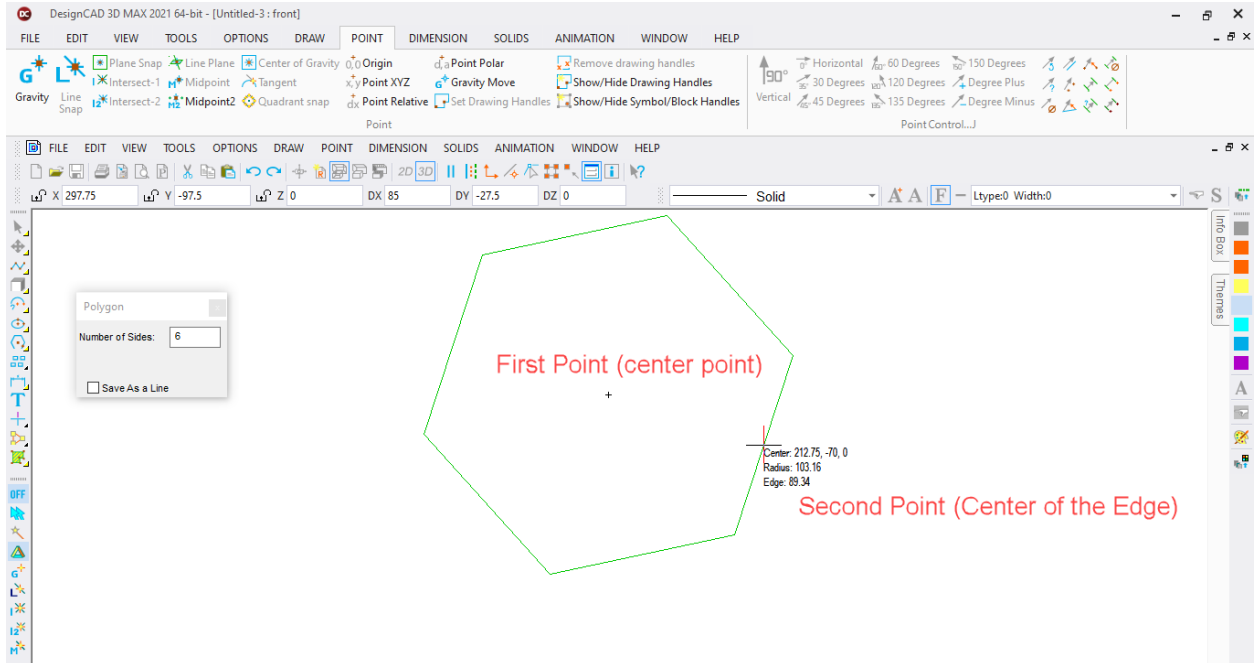 DesignCAD 3D MAX 2021 64-bit - [Untitled-3 : front]
FILE EDIT VIEW TOOLS OPTIONS DRAW POINT DIMENSION SOLIDS ANIMATION WINDOW HELP
Plane Snap Line Plane Center of Gravity 0,0 Origin d,a Point Polar Remove drawing handles 90° Horizontal 60 Degrees 150 Degrees
Intersect-1 Midpoint Tangent x,y Point XYZ Gravity Move Show/Hide Drawing Handles 30 Degrees 120 Degrees Degree Plus
Gravity Line Snap Intersect-2 Midpoint2 Quadrant snap dx Point Relative Set Drawing Handles Show/Hide Symbol/Block Handles Vertical 45 Degrees 135 Degrees Degree Minus
Point Point Control...J
FILE EDIT VIEW TOOLS OPTIONS DRAW POINT DIMENSION SOLIDS ANIMATION WINDOW HELP
2D 3D
X 297.75 Y -97.5 Z 0 DX 85 DY -27.5 DZ 0 Solid A A F Ltype:0 Width:0 S
Info Box
Themes
Polygon
Number of Sides: 6
Save As a Line
First Point (center point)
Center: 212.75, -70, 0
Radius: 103.16
Edge: 89.34
Second Point (Center of the Edge)
T
A
OFF